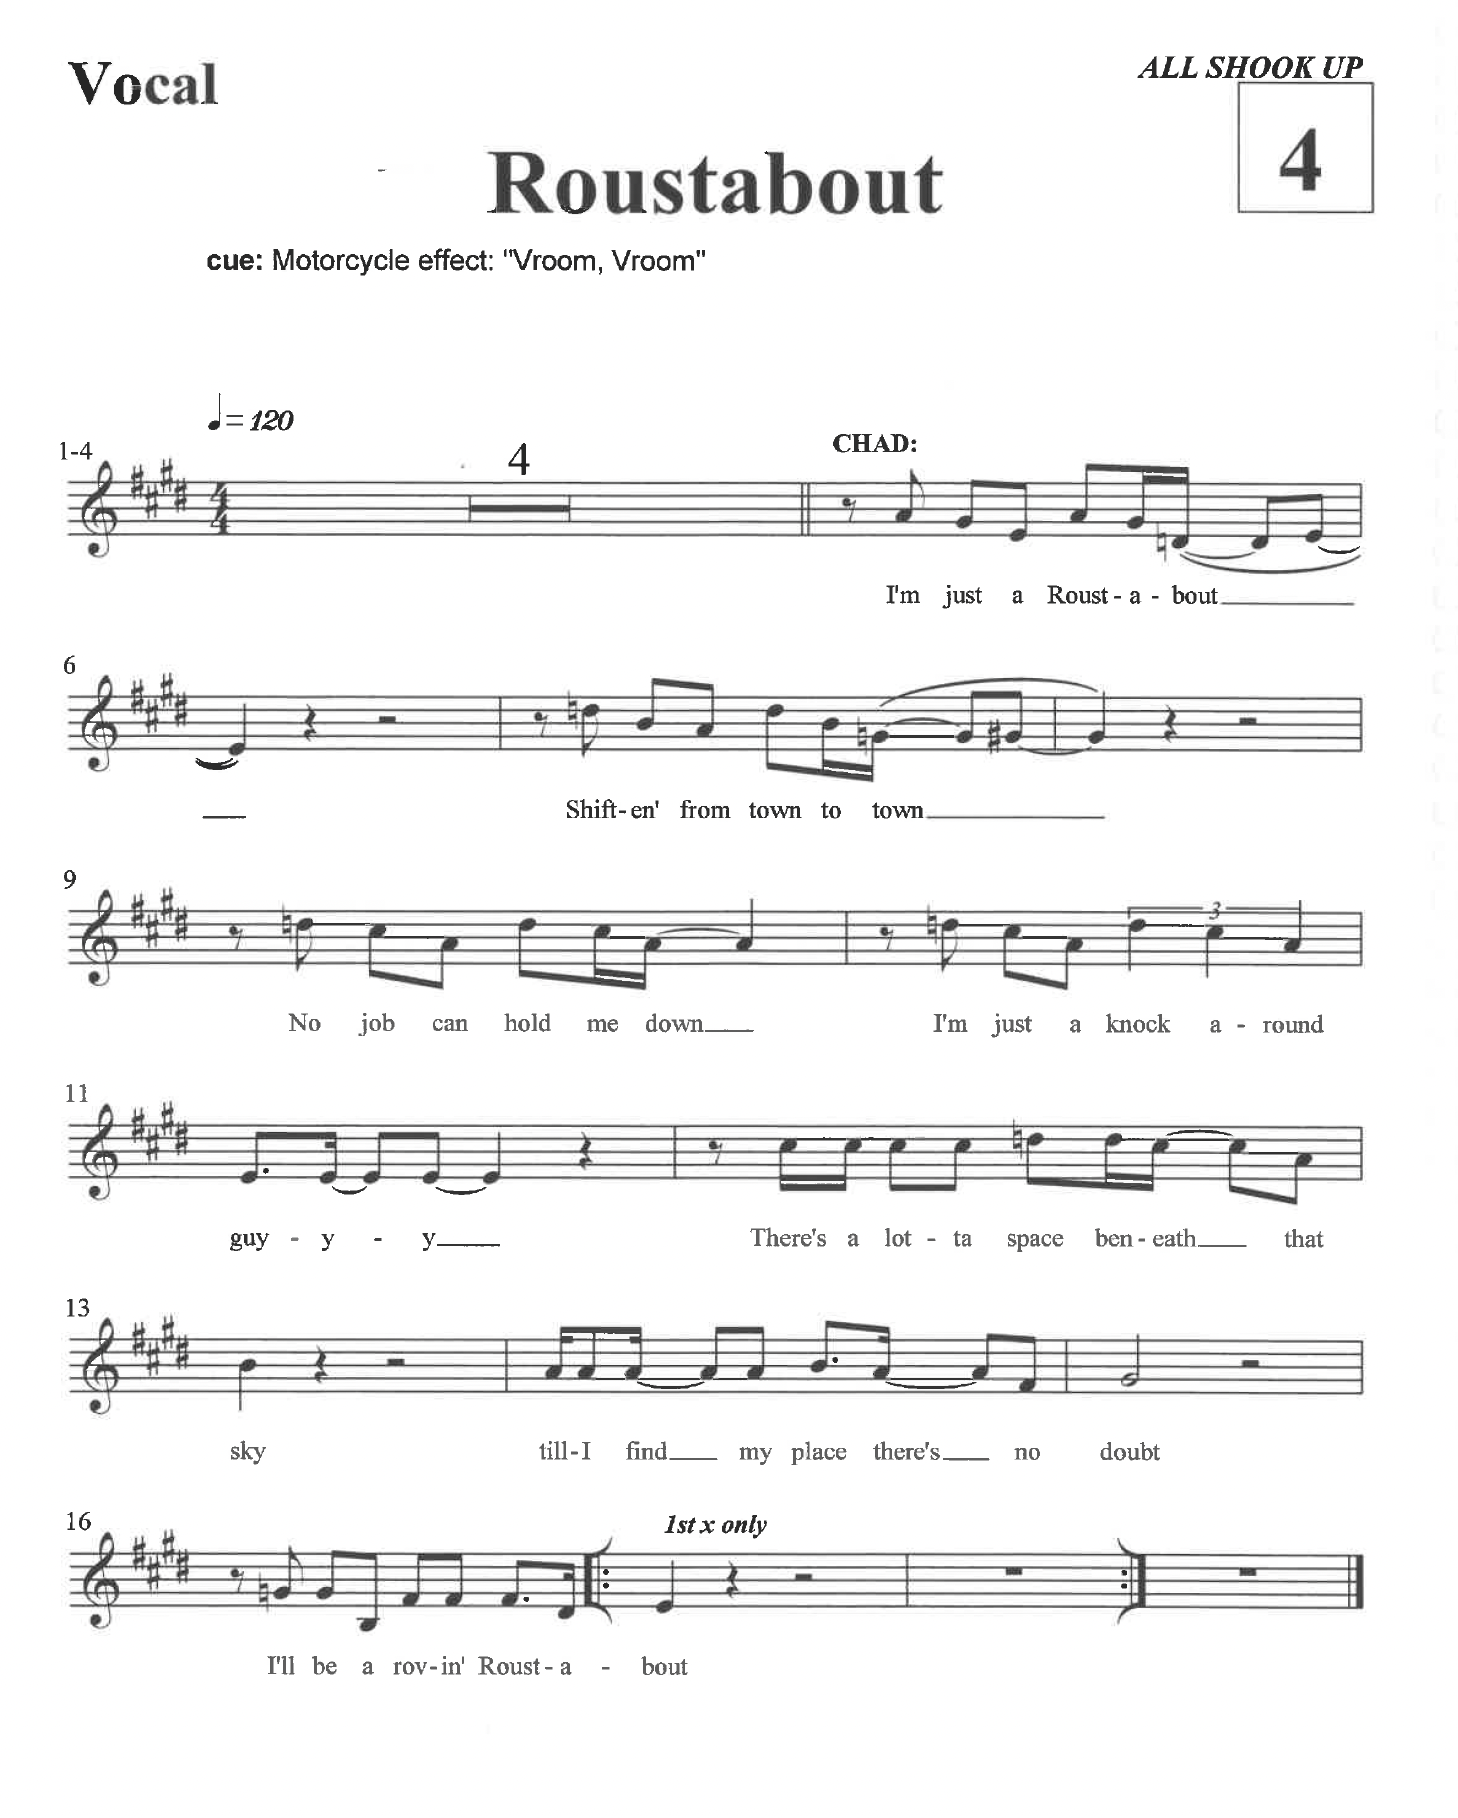 ALL SHOOK UP
Vocal
4
Roustabout
cue: Motorcycle effect: "Vroom, Vroom"
♩= 120
1-4
4
CHAD:
4
4
I'm just a Roust - a - bout
6
Shift-en' from town to town
9
3
No job can hold me down I'm just a knock a - round
11
guy - y - y There's a lot - ta space ben-eath that
13
sky till-I find my place there's no doubt
16
1st x only
I'll be a rov-in' Roust-a - bout